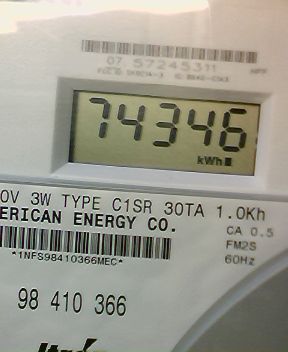 07 57245311
74346
kWh
0V 3W TYPE C1SR 30TA 1.0Kh
ERICAN ENERGY CO.
CA 0.5
FM2S
60Hz
*1NFS98410366MEC*
98 410 366